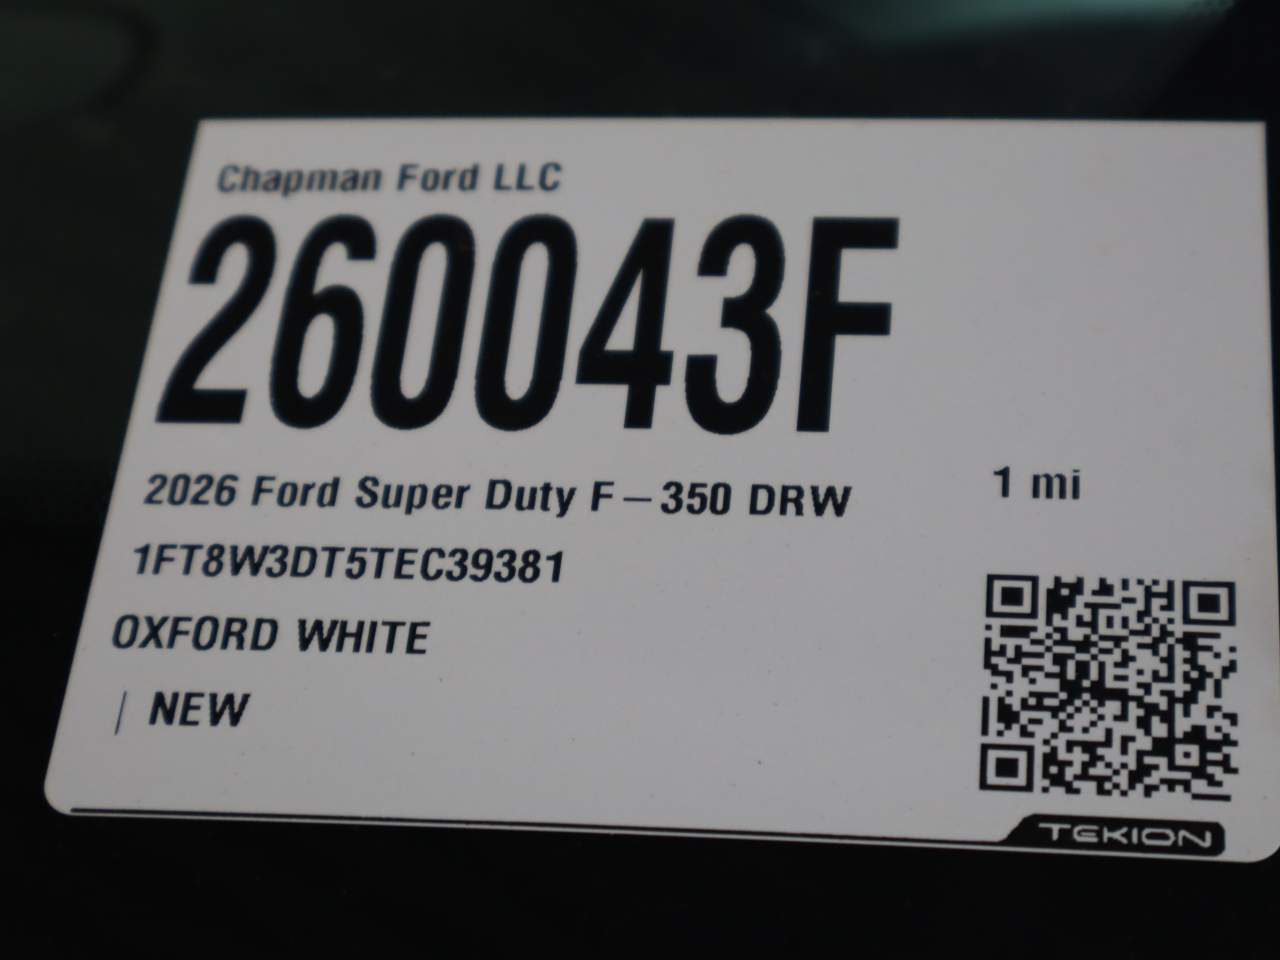 Chapman Ford LLC
260043F
2026 Ford Super Duty F-350 DRW
1 mi
1FT8W3DT5TEC39381
OXFORD WHITE
| NEW
TEKION